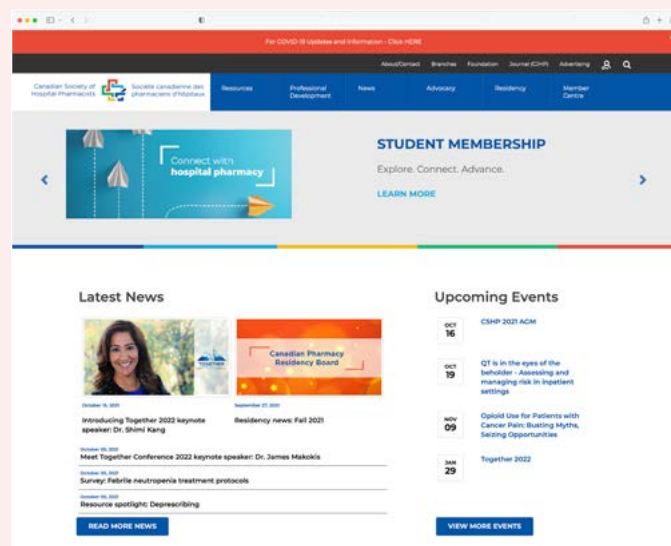 For COVID-19 Updates and Information - Click HERE
About/Contact Branches Foundation Journal (CJHP) Advertising
Canadian Society of
Hospital Pharmacists
Société canadienne des
pharmaciens d'hôpitaux
Resources
Professional
Development
News
Advocacy
Residency
Member
Centre
Connect with
hospital pharmacy
STUDENT MEMBERSHIP
Explore. Connect. Advance.
LEARN MORE
Latest News
TOGETHER
Canadian Pharmacy
Residency Board
Introducing Together 2022 keynote
speaker: Dr. Shimi Kang
September 27, 2021
Residency news: Fall 2021
Meet Together Conference 2022 keynote speaker: Dr. James Makokis
Survey: Febrile neutropenia treatment protocols
Resource spotlight: Deprescribing
READ MORE NEWS
Upcoming Events
OCT
16
CSHP 2021 AGM
OCT
19
QT is in the eyes of the
beholder - Assessing and
managing risk in inpatient
settings
NOV
09
Opioid Use for Patients with
Cancer Pain: Busting Myths,
Seizing Opportunities
JAN
29
Together 2022
VIEW MORE EVENTS